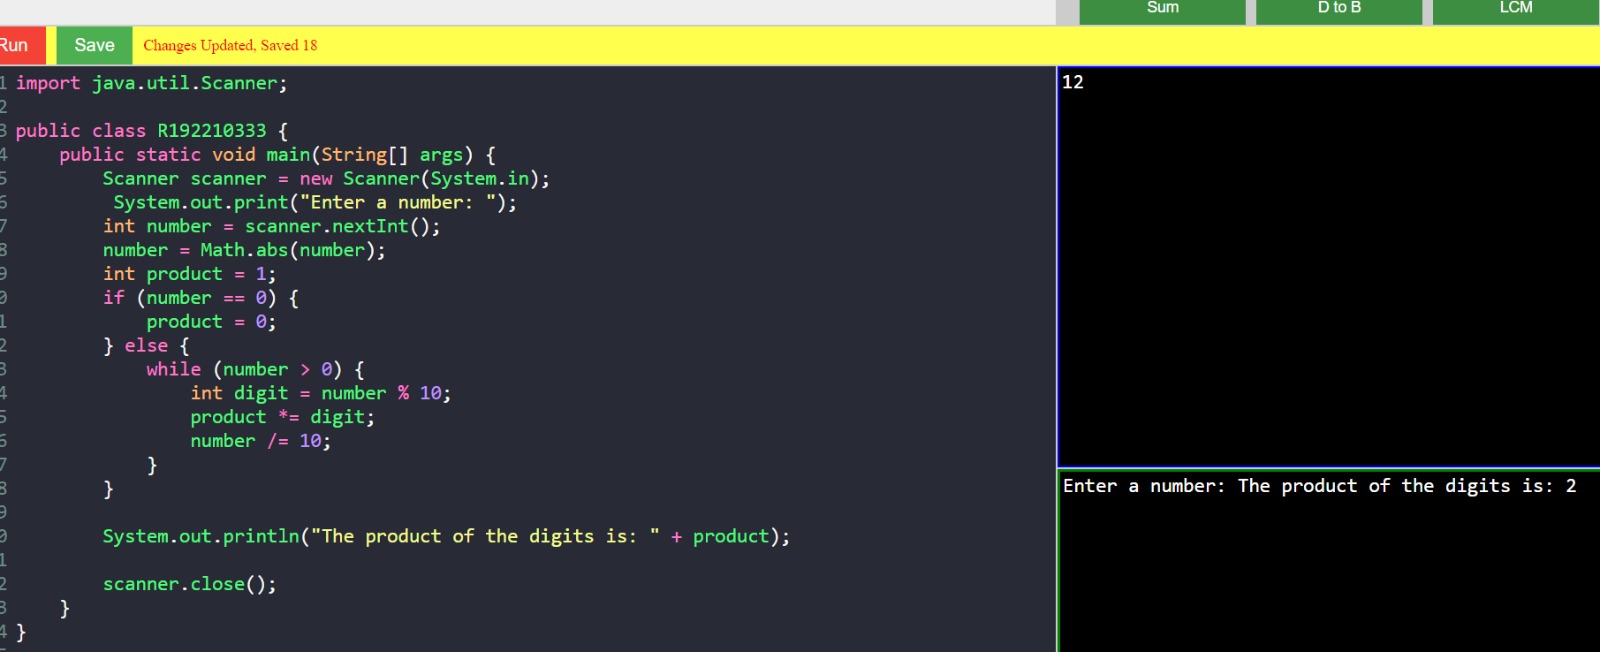 Sum D to B LCM
Run Save Changes Updated, Saved 18
1 import java.util.Scanner;
2
3 public class R192210333 {
4 public static void main(String[] args) {
5 Scanner scanner = new Scanner(System.in);
6 System.out.print("Enter a number: ");
7 int number = scanner.nextInt();
8 number = Math.abs(number);
9 int product = 1;
0 if (number == 0) {
1 product = 0;
2 } else {
3 while (number > 0) {
4 int digit = number % 10;
5 product *= digit;
6 number /= 10;
7 }
8 }
9
0 System.out.println("The product of the digits is: " + product);
1
2 scanner.close();
3 }
4 }
12
Enter a number: The product of the digits is: 2